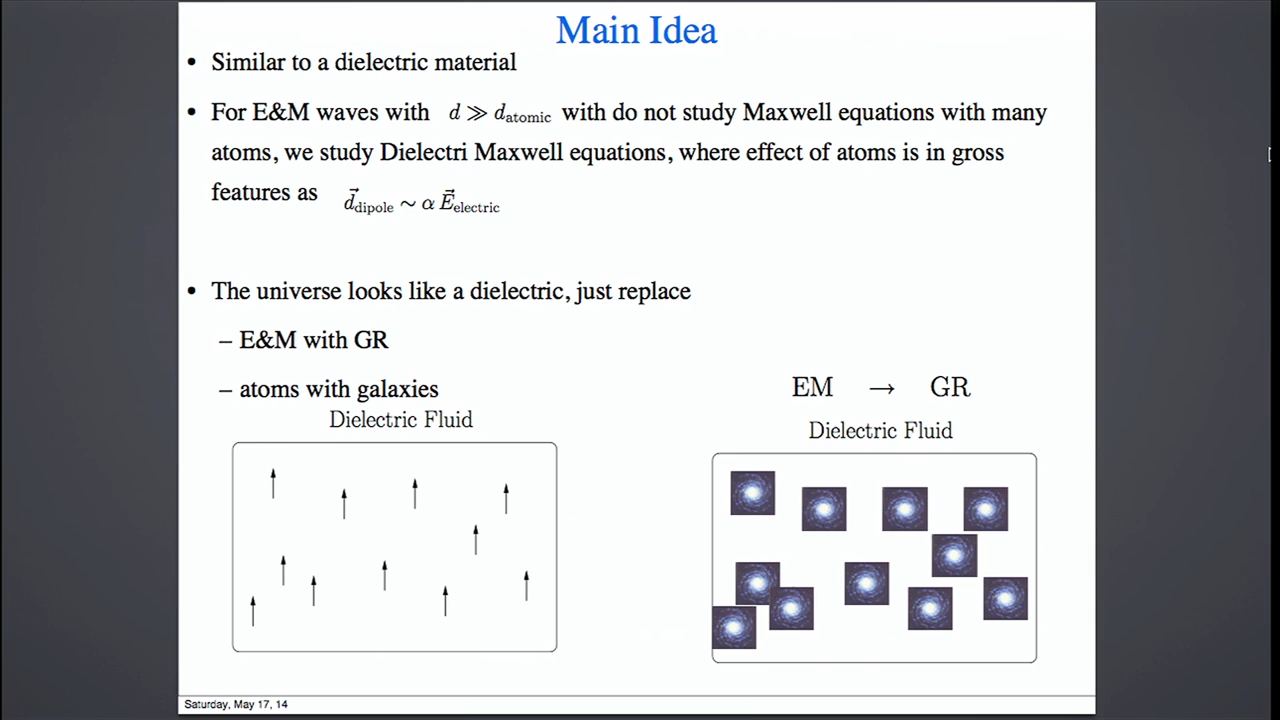 Main Idea
• Similar to a dielectric material
• For E&M waves with d ≫ d_atomic with do not study Maxwell equations with many
atoms, we study Dielectri Maxwell equations, where effect of atoms is in gross
features as d⃗_dipole ~ α E⃗_electric
• The universe looks like a dielectric, just replace
– E&M with GR
– atoms with galaxies
EM → GR
Dielectric Fluid
Dielectric Fluid
Saturday, May 17, 14